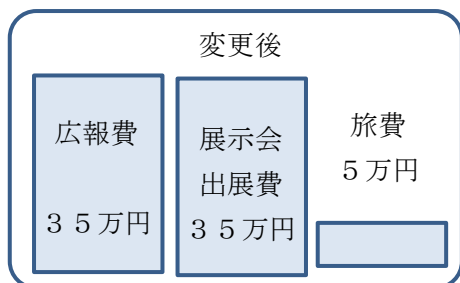 変更後
広報費
３５万円
展示会
出展費
３５万円
旅費
５万円